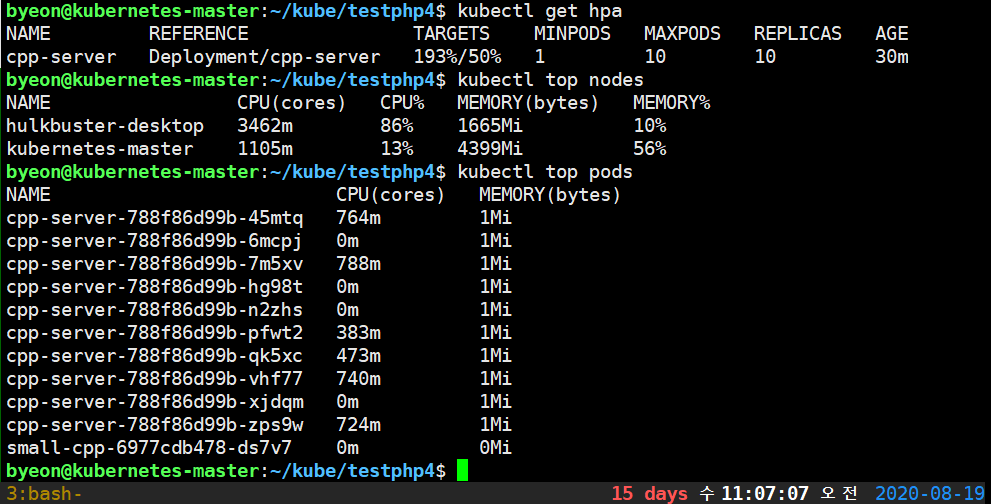 byeon@kubernetes-master:~/kube/testphp4$ kubectl get hpa
NAME REFERENCE TARGETS MINPODS MAXPODS REPLICAS AGE
cpp-server Deployment/cpp-server 193%/50% 1 10 10 30m
byeon@kubernetes-master:~/kube/testphp4$ kubectl top nodes
NAME CPU(cores) CPU% MEMORY(bytes) MEMORY%
hulkbuster-desktop 3462m 86% 1665Mi 10%
kubernetes-master 1105m 13% 4399Mi 56%
byeon@kubernetes-master:~/kube/testphp4$ kubectl top pods
NAME CPU(cores) MEMORY(bytes)
cpp-server-788f86d99b-45mtq 764m 1Mi
cpp-server-788f86d99b-6mcpj 0m 1Mi
cpp-server-788f86d99b-7m5xv 788m 1Mi
cpp-server-788f86d99b-hg98t 0m 1Mi
cpp-server-788f86d99b-n2zhs 0m 1Mi
cpp-server-788f86d99b-pfwt2 383m 1Mi
cpp-server-788f86d99b-qk5xc 473m 1Mi
cpp-server-788f86d99b-vhf77 740m 1Mi
cpp-server-788f86d99b-xjdqm 0m 1Mi
cpp-server-788f86d99b-zps9w 724m 1Mi
small-cpp-6977cdb478-ds7v7 0m 0Mi
byeon@kubernetes-master:~/kube/testphp4$
3:bash- 15 days 수 11:07:07 오전 2020-08-19